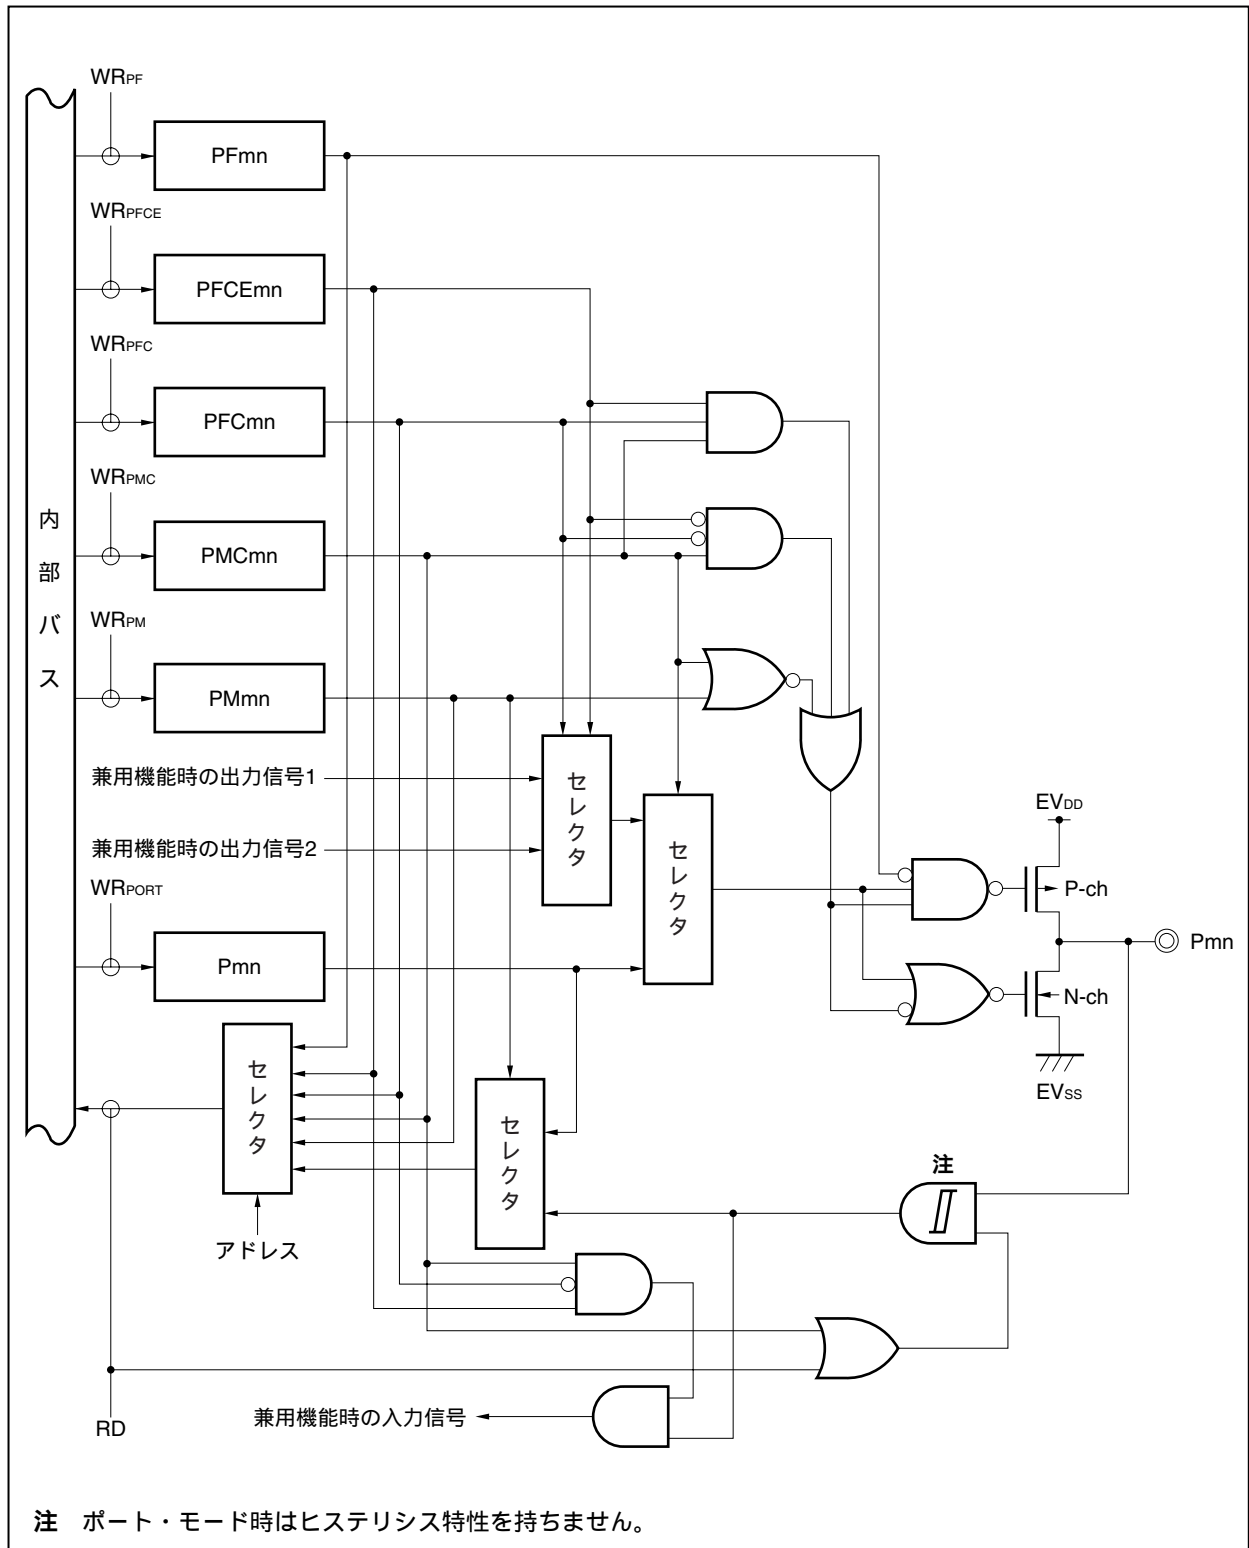 WRPF
PFmn
WRPFCE
PFCEmn
WRPFC
PFCmn
WRPMC
PMCmn
内部バス
WRPM
PMmn
兼用機能時の出力信号1
セレクタ
兼用機能時の出力信号2
セレクタ
EVDD
P-ch
WRPORT
Pmn
Pmn
N-ch
EVSS
セレクタ
セレクタ
アドレス
注
RD
兼用機能時の入力信号
注 ポート・モード時はヒステリシス特性を持ちません。